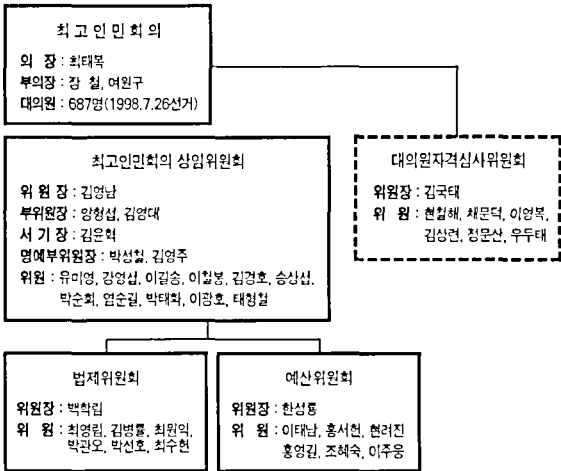 최고인민회의
의 장 : 최태복
부의장 : 장 철, 여원구
대의원 : 687명(1998.7.26선거)
최고인민회의 상임위원회
위 원 장 : 김영남
부위원장 : 양형섭, 김영대
서 기 장 : 김윤혁
명예부위원장 : 박성철, 김영주
위원 : 유미영, 강영섭, 이길송, 이철봉, 김경호, 승상섭,
박순희, 염순길, 박태화, 이광호, 태형철
대의원자격심사위원회
위원장 : 김국태
위 원 : 현철해, 채문덕, 이영복,
김상련, 정문산, 우두태
법제위원회
위원장 : 백학림
위 원 : 최영림, 김병률, 최원익,
박관오, 박선호, 최수헌
예산위원회
위원장 : 한상룡
위 원 : 이태남, 홍서헌, 현려진
홍영길, 조혜숙, 이주웅